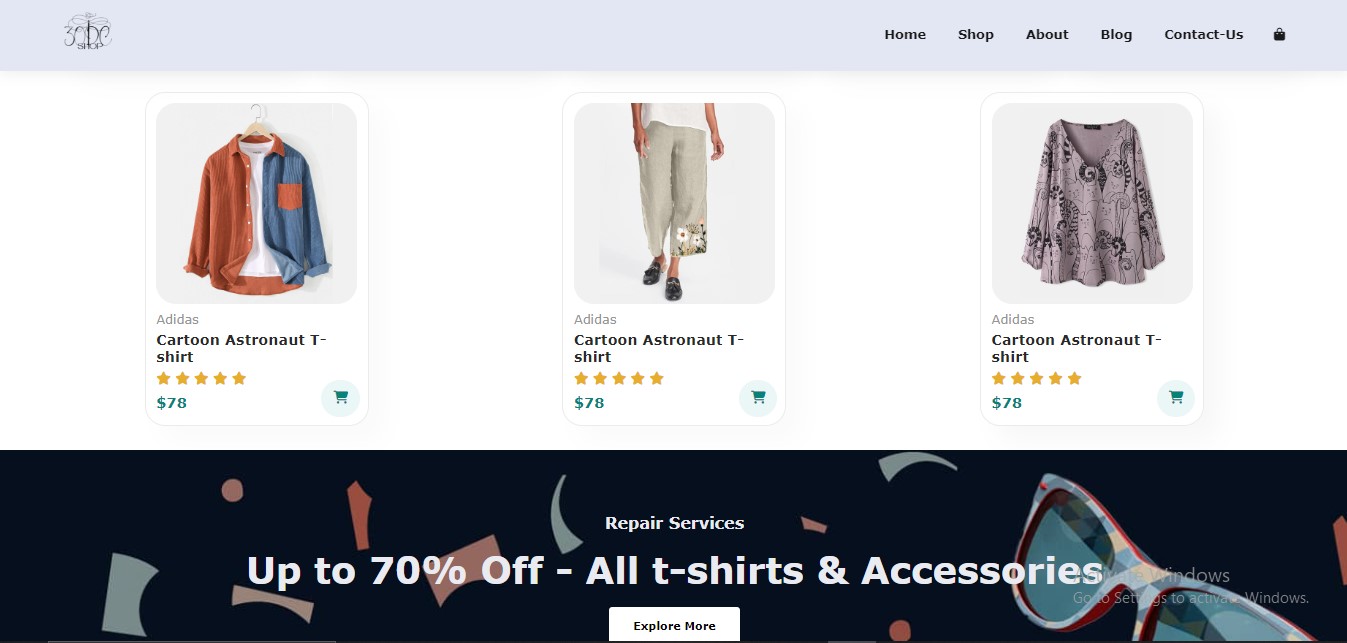 SHOP
Home
Shop
About
Blog
Contact-Us
Adidas
Cartoon Astronaut T-
shirt
$78
Adidas
Cartoon Astronaut T-
shirt
$78
Adidas
Cartoon Astronaut T-
shirt
$78
Repair Services
Up to 70% Off - All t-shirts & Accessories
Explore More
Activate Windows
Go to Settings to activate Windows.